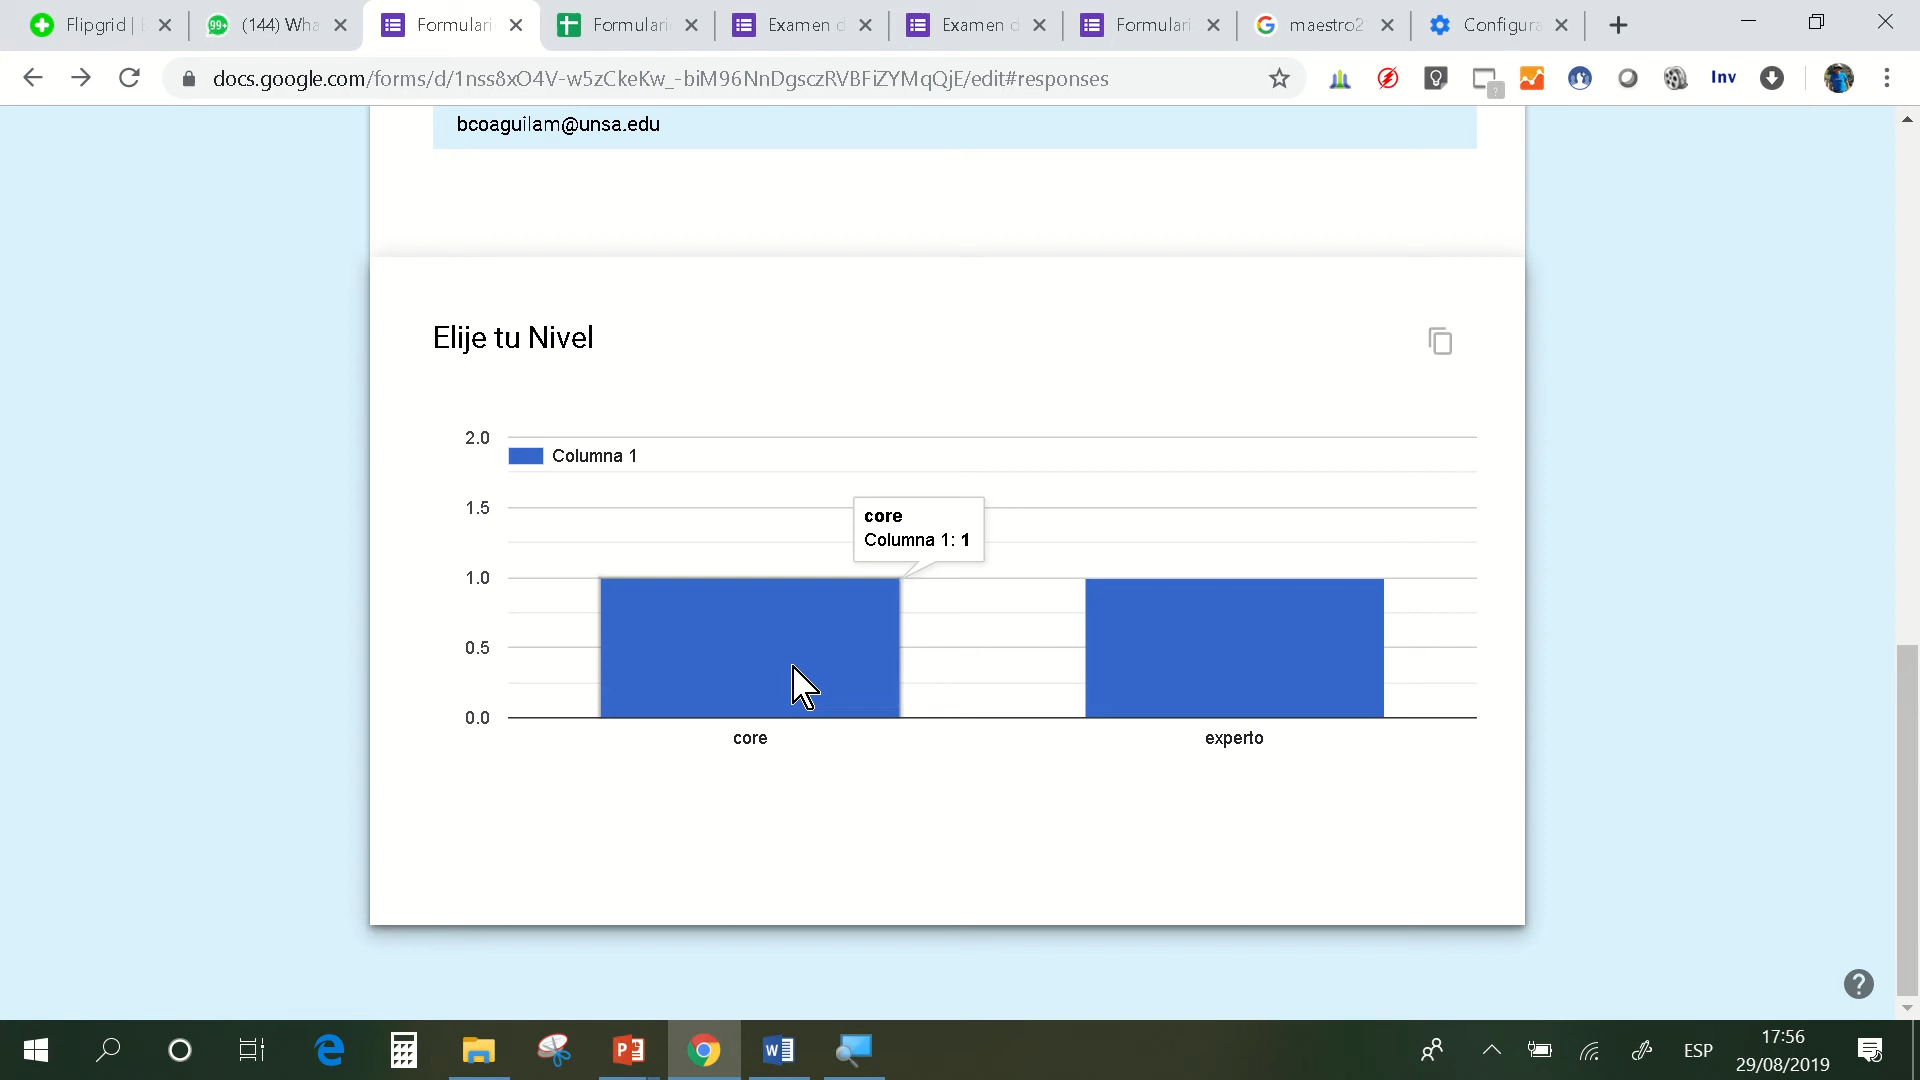 Flipgrid | E
99+ (144) Wha
Formulari
Formulari
Examen d
Examen d
Formulari
maestro2
Configura
docs.google.com/forms/d/1nss8xO4V-w5zCkeKw_-biM96NnDgsczRVBFiZYMqQjE/edit#responses
Inv
bcoaguilam@unsa.edu
Elije tu Nivel
2.0
Columna 1
1.5
core
Columna 1: 1
1.0
0.5
0.0
core
experto
ESP
17:56
29/08/2019